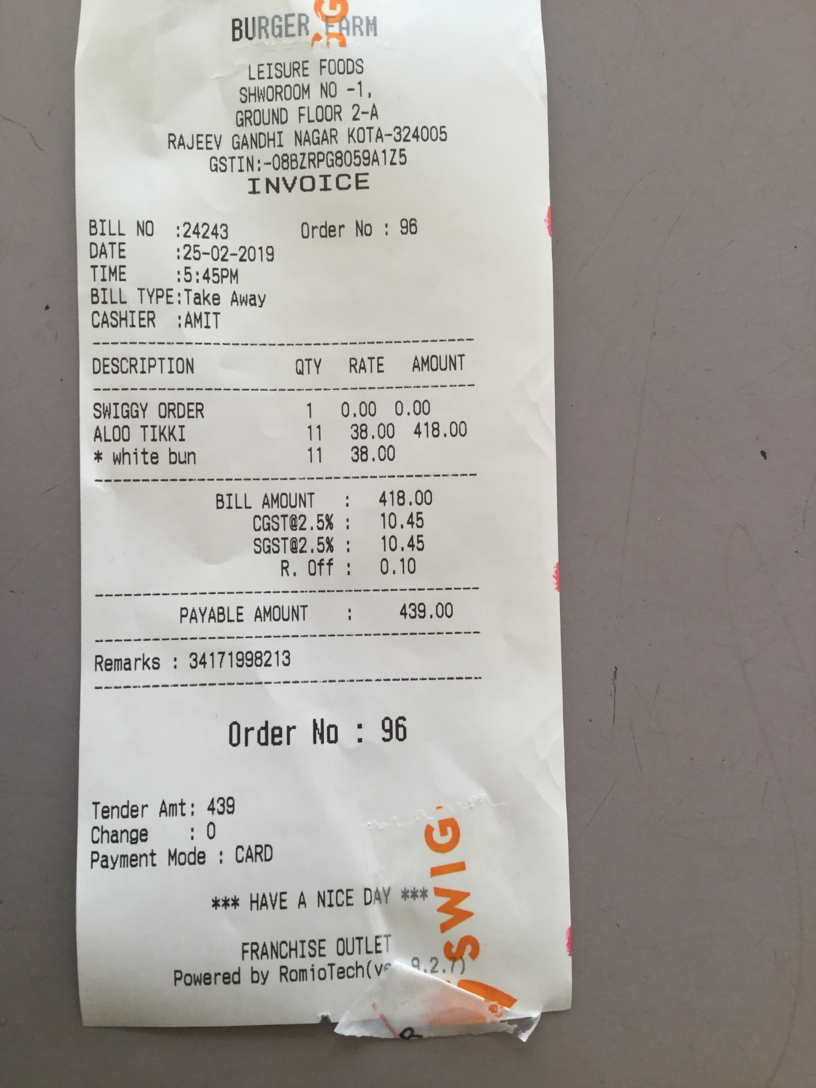 BURGER FARM
LEISURE FOODS
SHWOROOM NO -1,
GROUND FLOOR 2-A
RAJEEV GANDHI NAGAR KOTA-324005
GSTIN:-08BZRPG8059A1Z5
INVOICE
BILL NO :24243 Order No : 96
DATE :25-02-2019
TIME :5:45PM
BILL TYPE:Take Away
CASHIER :AMIT
DESCRIPTION QTY RATE AMOUNT
SWIGGY ORDER 1 0.00 0.00
ALOO TIKKI 11 38.00 418.00
* white bun 11 38.00
BILL AMOUNT : 418.00
CGST@2.5% : 10.45
SGST@2.5% : 10.45
R. Off : 0.10
PAYABLE AMOUNT : 439.00
Remarks : 34171998213
Order No : 96
Tender Amt: 439
Change : 0
Payment Mode : CARD
*** HAVE A NICE DAY ***
FRANCHISE OUTLET
Powered by RomioTech(ve 9.2.7)
SWIG